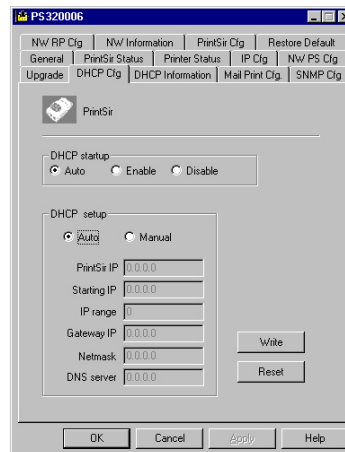 PS320006
NW RP Cfg NW Information PrintSir Cfg Restore Default
General PrintSir Status Printer Status IP Cfg NW PS Cfg
Upgrade DHCP Cfg DHCP Information Mail Print Cfg. SNMP Cfg
PrintSir
DHCP startup
Auto Enable Disable
DHCP setup
Auto Manual
PrintSir IP 0.0.0.0
Starting IP 0.0.0.0
IP range 0
Gateway IP 0.0.0.0
Write
Netmask 0.0.0.0
DNS server 0.0.0.0
Reset
OK Cancel Apply Help